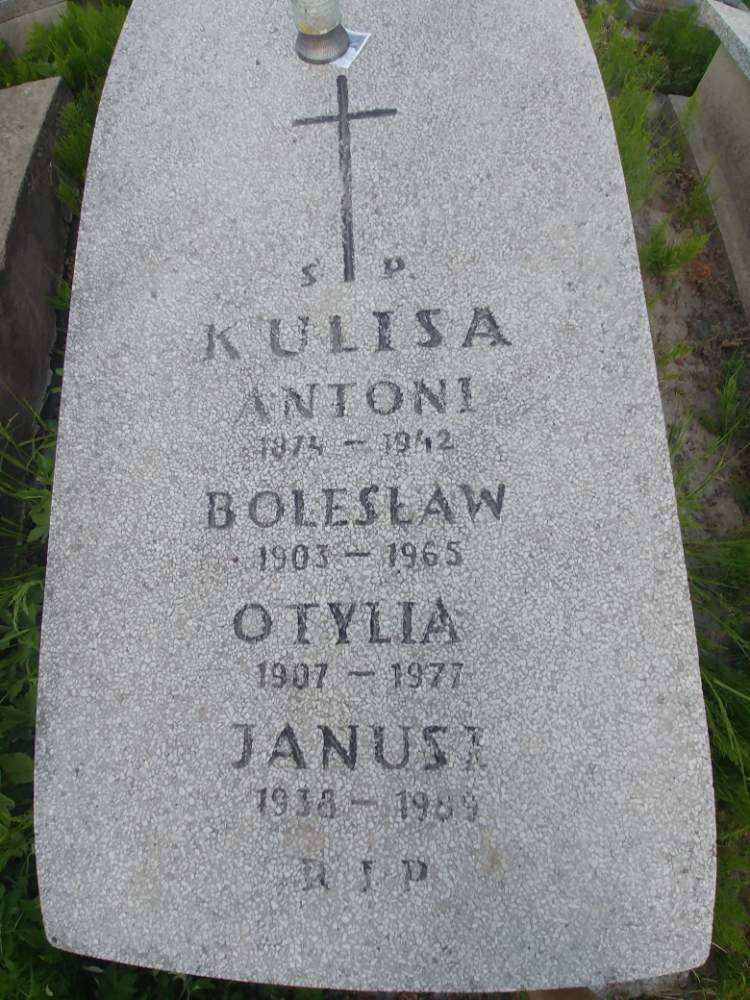 Ś P.
KULISA
ANTONI
1874 - 1942
BOLESŁAW
1903 - 1965
OTYLIA
1907 - 1977
JANUSZ
1938 - 1989
R I P